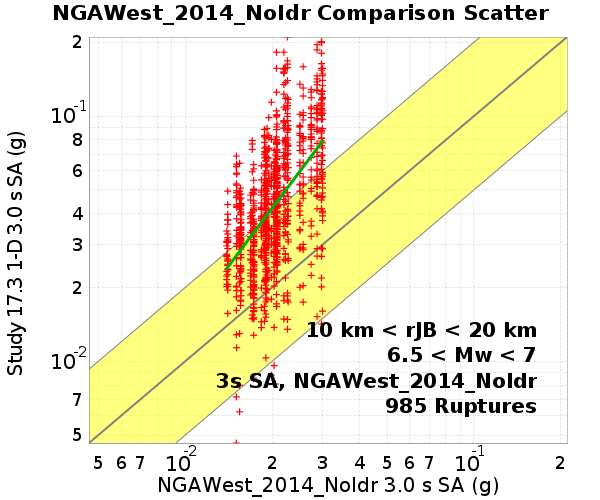 NGAWest_2014_NoIdr Comparison Scatter
2
10-1
8
6
4
3
2
10-2
7
5
Study 17.3 1-D 3.0 s SA (g)
10 km < rJB < 20 km
6.5 < Mw < 7
3s SA, NGAWest_2014_NoIdr
985 Ruptures
5 6 7 10-2 2 3 4 5 6 7 8 10-1 2
NGAWest_2014_NoIdr 3.0 s SA (g)